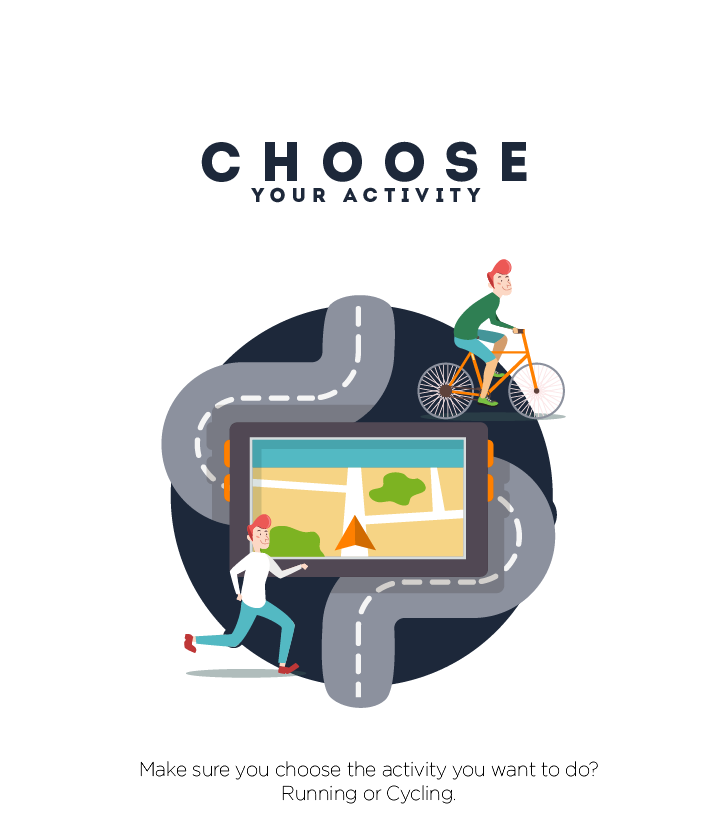 CHOOSE
YOUR ACTIVITY
Make sure you choose the activity you want to do?
Running or Cycling.